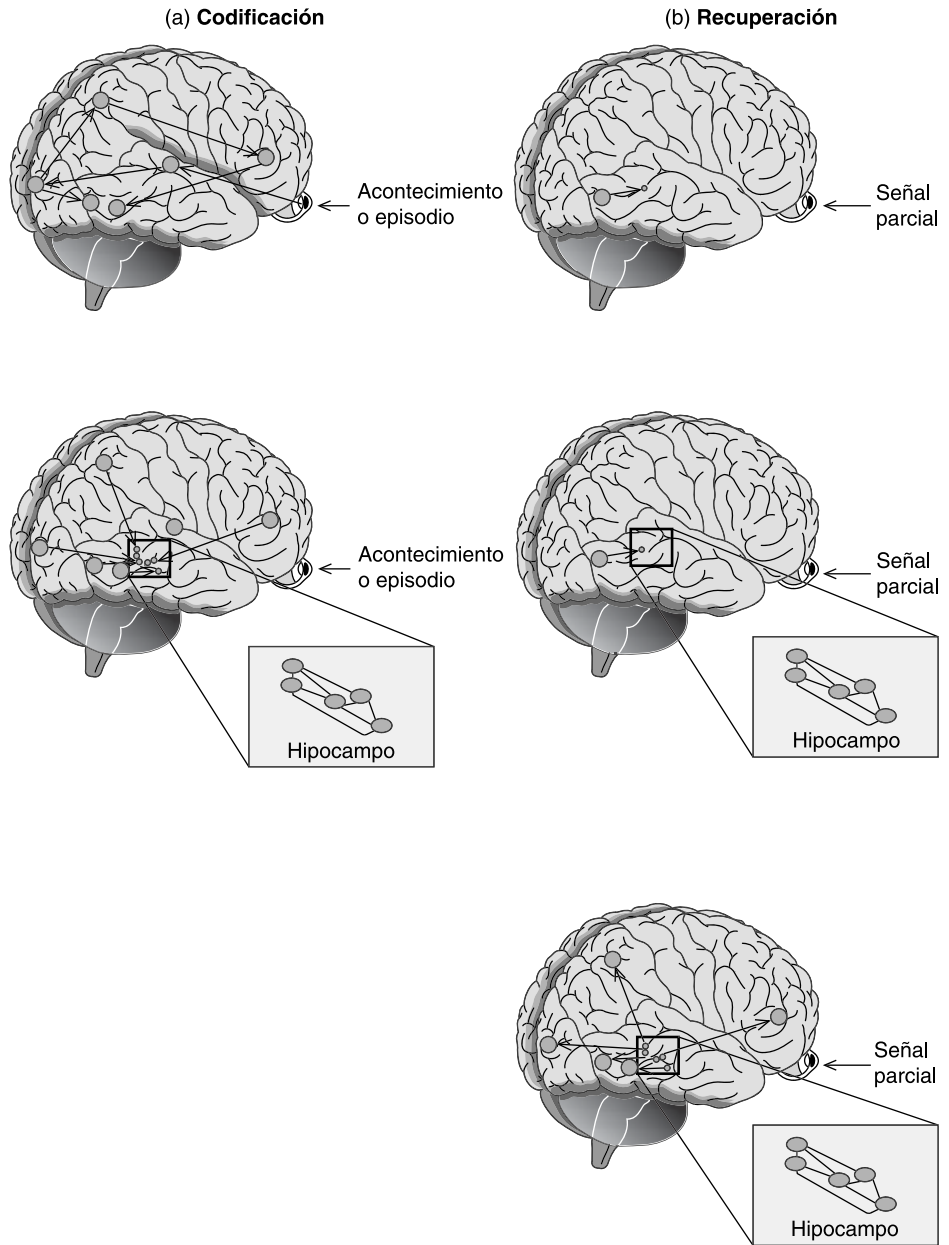 (a) Codificación
(b) Recuperación
Acontecimiento
o episodio
Señal
parcial
Acontecimiento
o episodio
Hipocampo
Señal
parcial
Hipocampo
Señal
parcial
Hipocampo